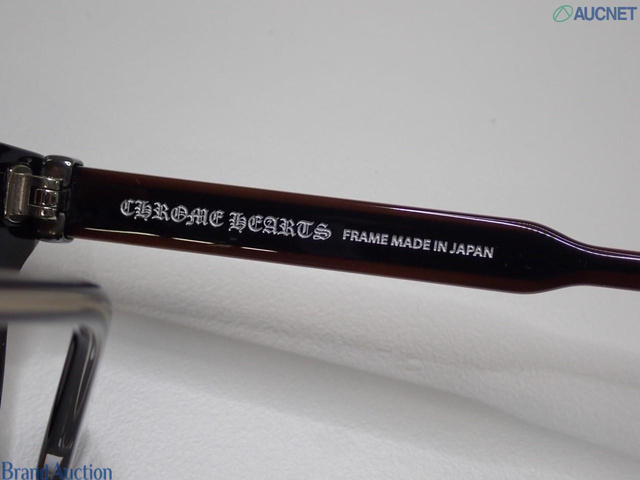 AUCNET
CHROME HEARTS FRAME MADE IN JAPAN
Brand Auction